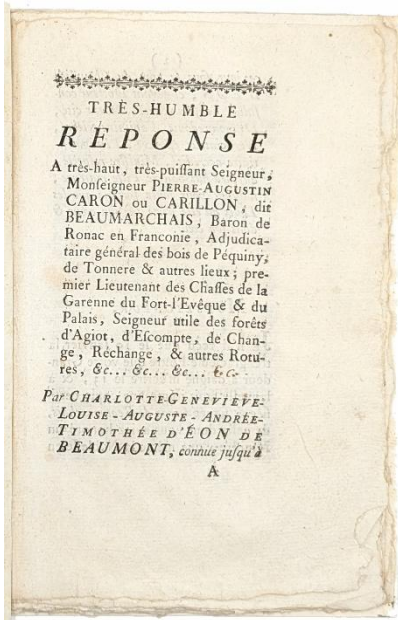 TRÈS-HUMBLE
RÉPONSE
A très-haut, très-puiſſant Seigneur,
Monſeigneur PIERRE-AUGUSTIN
CARON ou CARILLON, dit
BEAUMARCHAIS, Baron de
Ronac en Franconie, Adjudica-
taire général des bois de Péquiny,
de Tonnere & autres lieux; pre-
mier Lieutenant des Chaſſes de la
Garenne du Fort-l'Evêque & du
Palais, Seigneur utile des forêts
d'Agiot, d'Eſcompte, de Chan-
ge, Réchange, & autres Rotu-
res, &c... &c... &c... &c.
Par CHARLOTTE-GENEVIEVE-
LOUISE-AUGUSTE-ANDRÉE-
TIMOTHÉE D'ÉON DE
BEAUMONT, connue juſqu'à
A